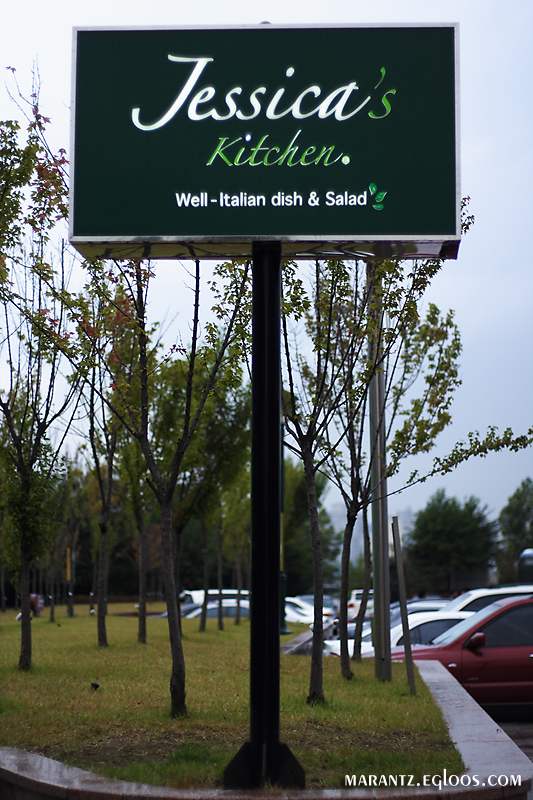 Jessica's
Kitchen.
Well-Italian dish & Salad
MARANTZ.EGLOOS.COM